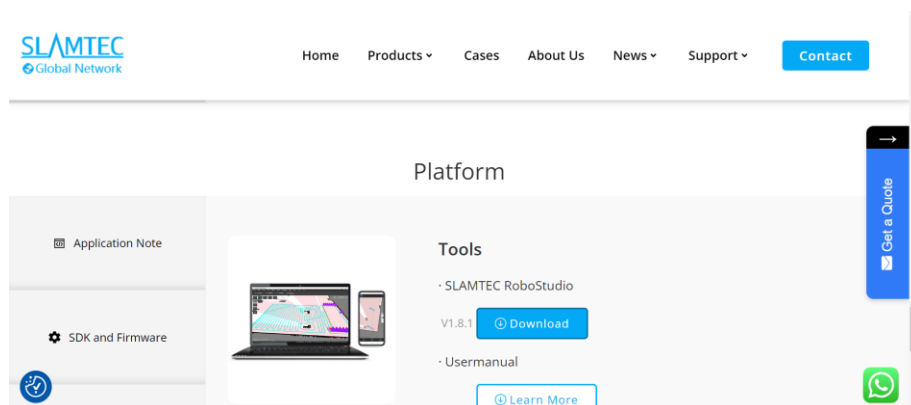 SLAMTEC
Global Network
Home Products Cases About Us News Support Contact
Platform
Get a Quote
Application Note
Tools
· SLAMTEC RoboStudio
V1.8.1 Download
SDK and Firmware
· Usermanual
Learn More